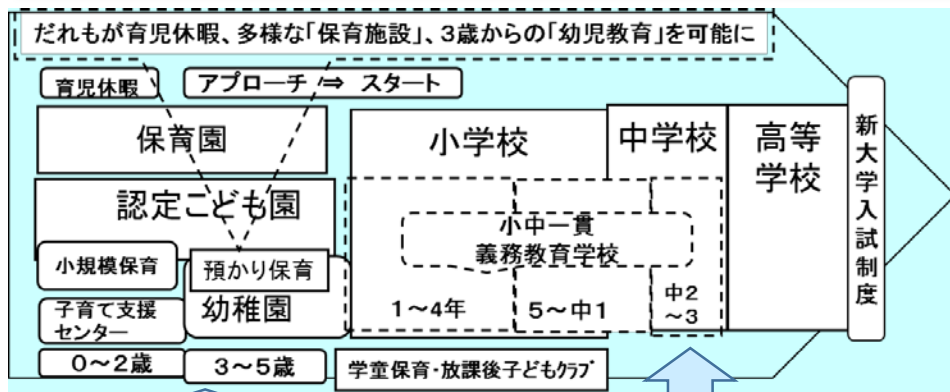 だれもが育児休暇、多様な「保育施設」、3歳からの「幼児教育」を可能に
育児休暇
アプローチ ⇒ スタート
保育園
認定こども園
小規模保育
預かり保育
幼稚園
子育て支援
センター
0～2歳
3～5歳
小学校
中学校
高等
学校
小中一貫
義務教育学校
1～4年
5～中1
中2
～3
学童保育・放課後子どもクラブ
新大学入試制度